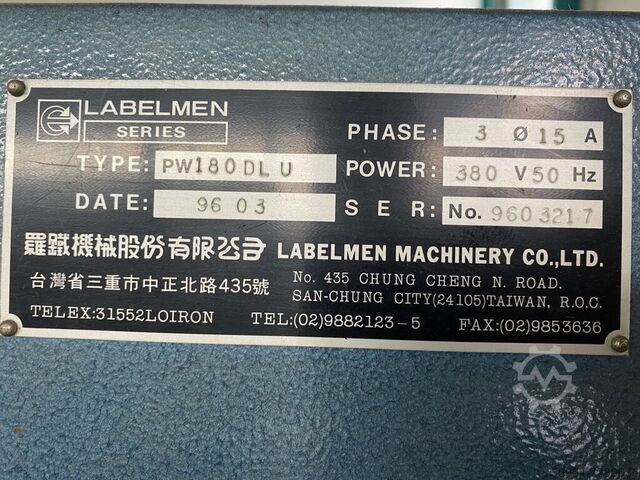 LABELMEN
SERIES
PHASE: 3 Ø 15 A
TYPE: PW180DL U
POWER: 380 V 50 Hz
DATE: 96 03
S E R: No. 9603217
羅鐵機械股份有限公司 LABELMEN MACHINERY CO.,LTD.
台灣省三重市中正北路435號
No. 435 CHUNG CHENG N. ROAD.
SAN-CHUNG CITY(24105)TAIWAN, R.O.C.
TELEX:31552LOIRON TEL:(02)9882123-5 FAX:(02)9853636